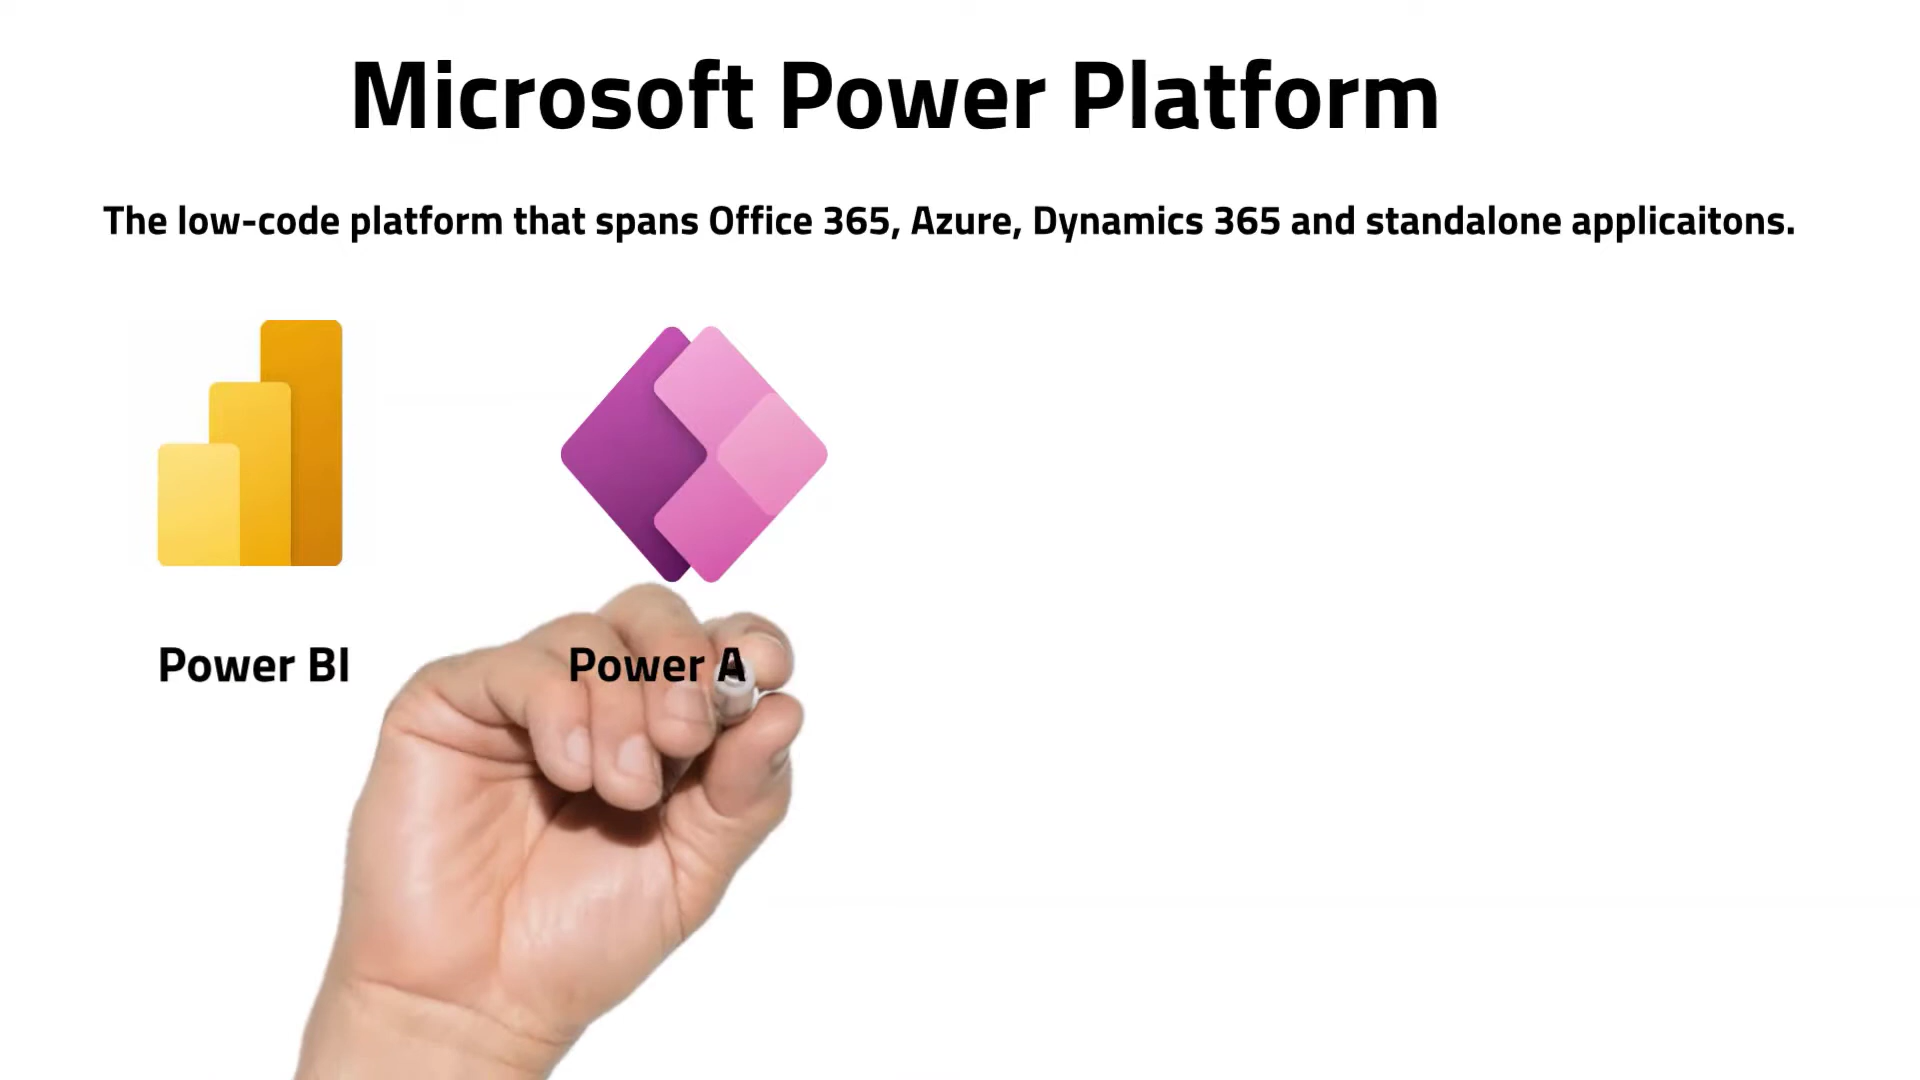 Microsoft Power Platform
The low-code platform that spans Office 365, Azure, Dynamics 365 and standalone applicaitons.
Power BI
Power A